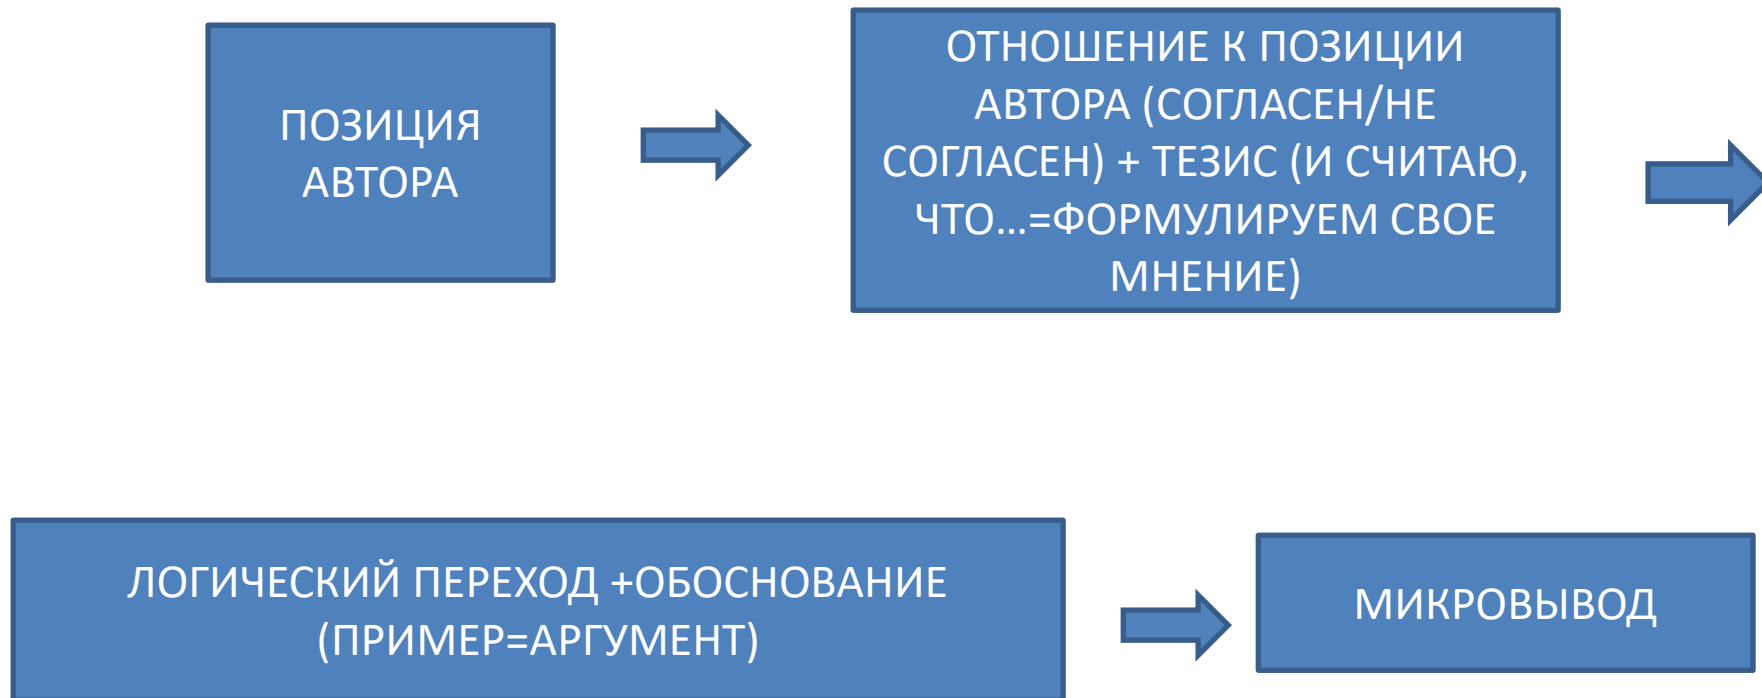 ПОЗИЦИЯ
АВТОРА
ОТНОШЕНИЕ К ПОЗИЦИИ
АВТОРА (СОГЛАСЕН/НЕ
СОГЛАСЕН) + ТЕЗИС (И СЧИТАЮ,
ЧТО…=ФОРМУЛИРУЕМ СВОЕ
МНЕНИЕ)
ЛОГИЧЕСКИЙ ПЕРЕХОД +ОБОСНОВАНИЕ
(ПРИМЕР=АРГУМЕНТ)
МИКРОВЫВОД